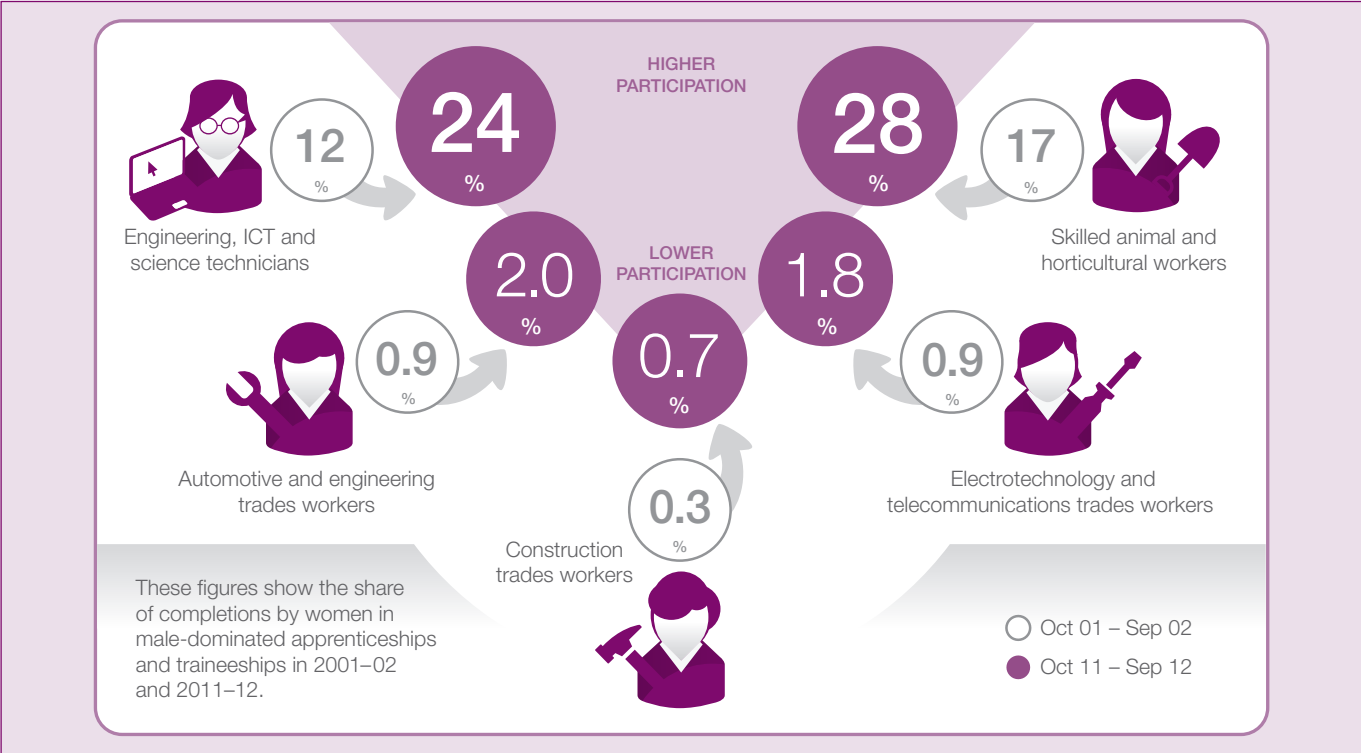 HIGHER
PARTICIPATION
24
%
28
%
12
%
17
%
Engineering, ICT and
science technicians
Skilled animal and
horticultural workers
LOWER
PARTICIPATION
2.0
%
1.8
%
0.7
%
0.9
%
0.9
%
Automotive and engineering
trades workers
Electrotechnology and
telecommunications trades workers
0.3
%
Construction
trades workers
These figures show the share
of completions by women in
male-dominated apprenticeships
and traineeships in 2001–02
and 2011–12.
Oct 01 – Sep 02
Oct 11 – Sep 12